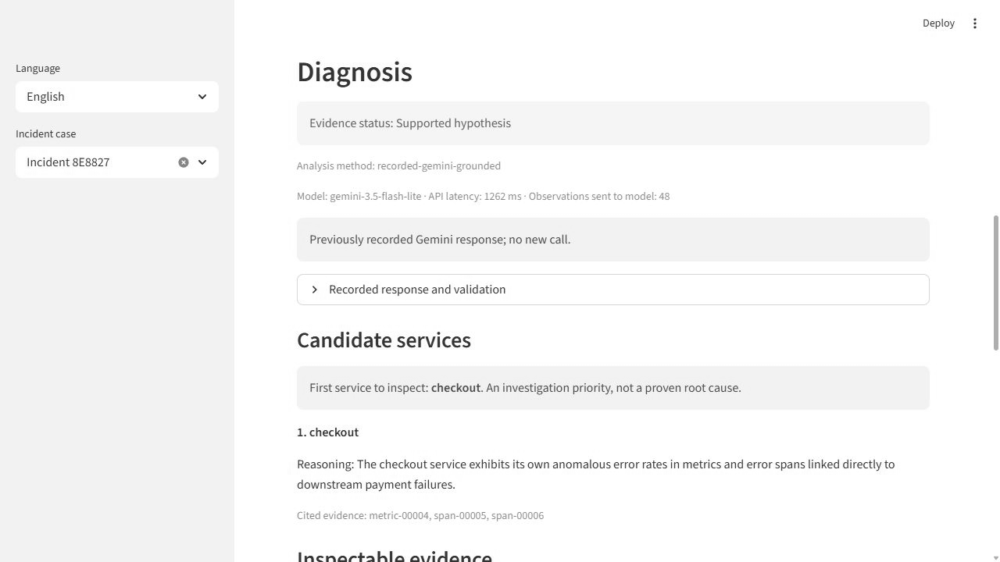 Deploy
Language
English
Incident case
Incident 8E8827
Diagnosis
Evidence status: Supported hypothesis
Analysis method: recorded-gemini-grounded
Model: gemini-3.5-flash-lite · API latency: 1262 ms · Observations sent to model: 48
Previously recorded Gemini response; no new call.
Recorded response and validation
Candidate services
First service to inspect: checkout. An investigation priority, not a proven root cause.
1. checkout
Reasoning: The checkout service exhibits its own anomalous error rates in metrics and error spans linked directly to
downstream payment failures.
Cited evidence: metric-00004, span-00005, span-00006
Inspectable evidence